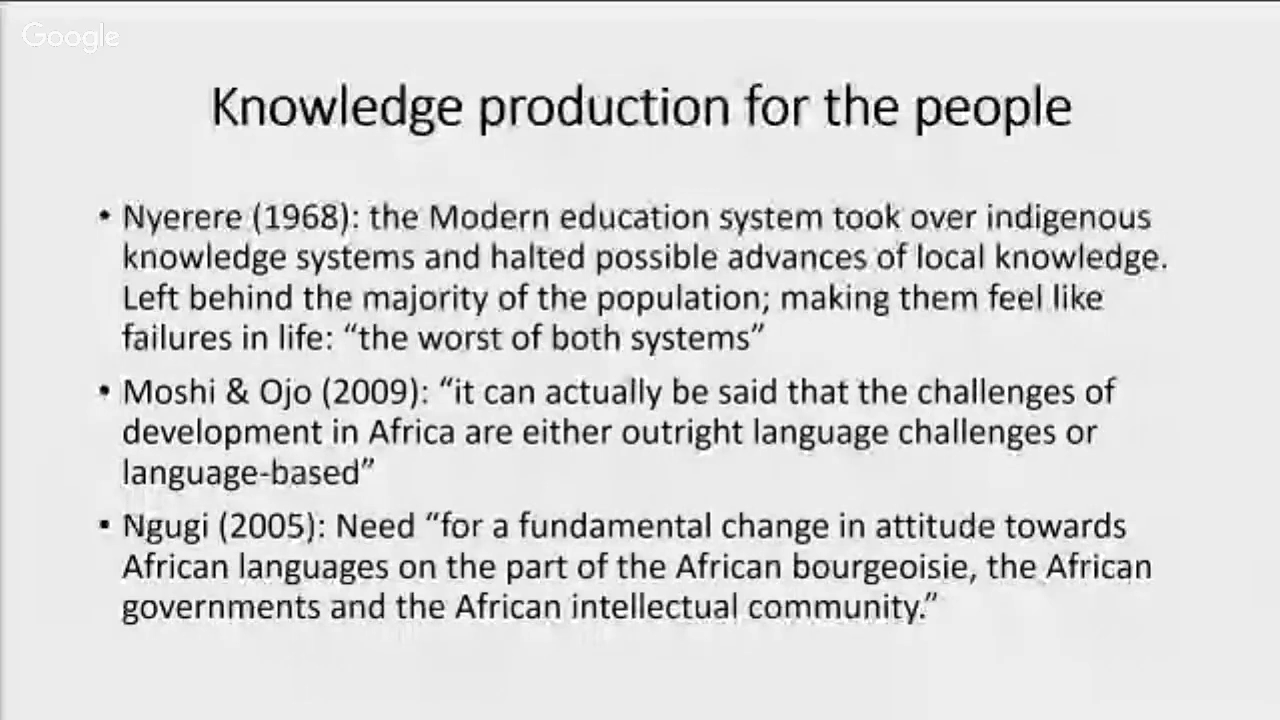 Google
Knowledge production for the people
• Nyerere (1968): the Modern education system took over indigenous
knowledge systems and halted possible advances of local knowledge.
Left behind the majority of the population; making them feel like
failures in life: “the worst of both systems”
• Moshi & Ojo (2009): “it can actually be said that the challenges of
development in Africa are either outright language challenges or
language-based”
• Ngugi (2005): Need “for a fundamental change in attitude towards
African languages on the part of the African bourgeoisie, the African
governments and the African intellectual community.”